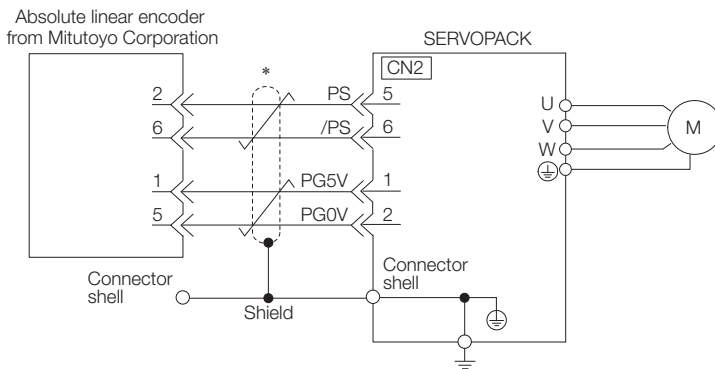 Absolute linear encoder
from Mitutoyo Corporation
SERVOPACK
CN2
*
2 PS 5
6 /PS 6
1 PG5V 1
5 PG0V 2
U
V
W
M
Connector
shell
Shield
Connector
shell